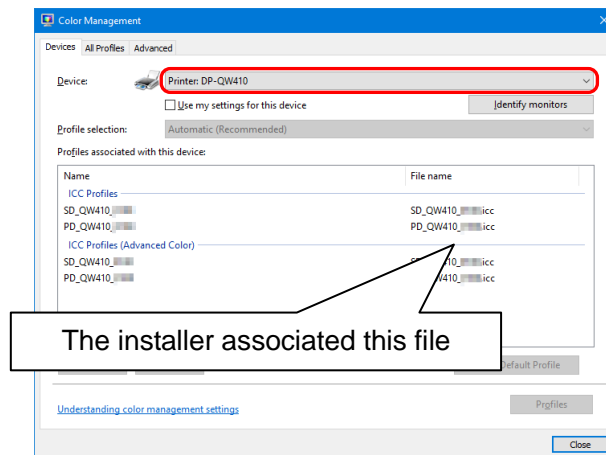 Color Management
Devices All Profiles Advanced
Device: Printer: DP-QW410
Use my settings for this device Identify monitors
Profile selection: Automatic (Recommended)
Profiles associated with this device:
Name File name
ICC Profiles
SD_QW410_ SD_QW410_ icc
PD_QW410_ PD_QW410_ icc
ICC Profiles (Advanced Color)
SD_QW410_ icc
PD_QW410_ icc
The installer associated this file
Default Profile
Understanding color management settings Profiles
Close